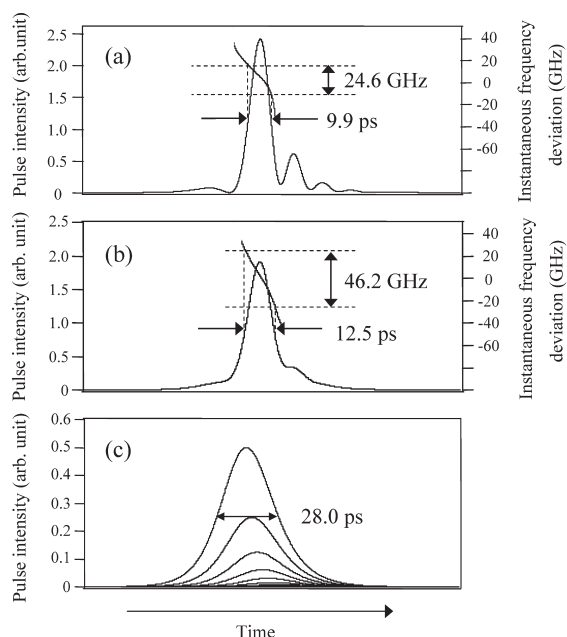 Pulse intensity (arb.unit)
2.5
2.0
1.5
1.0
0.5
0
(a)
24.6 GHz
9.9 ps
40
20
0
-20
-40
-60
Instantaneous frequency
deviation (GHz)
Pulse intensity (arb. unit)
2.5
2.0
1.5
1.0
0.5
0
(b)
46.2 GHz
12.5 ps
40
20
0
-20
-40
-60
Instantaneous frequency
deviation (GHz)
Pulse intensity (arb. unit)
0.6
0.5
0.4
0.3
0.2
0.1
0
(c)
28.0 ps
Time